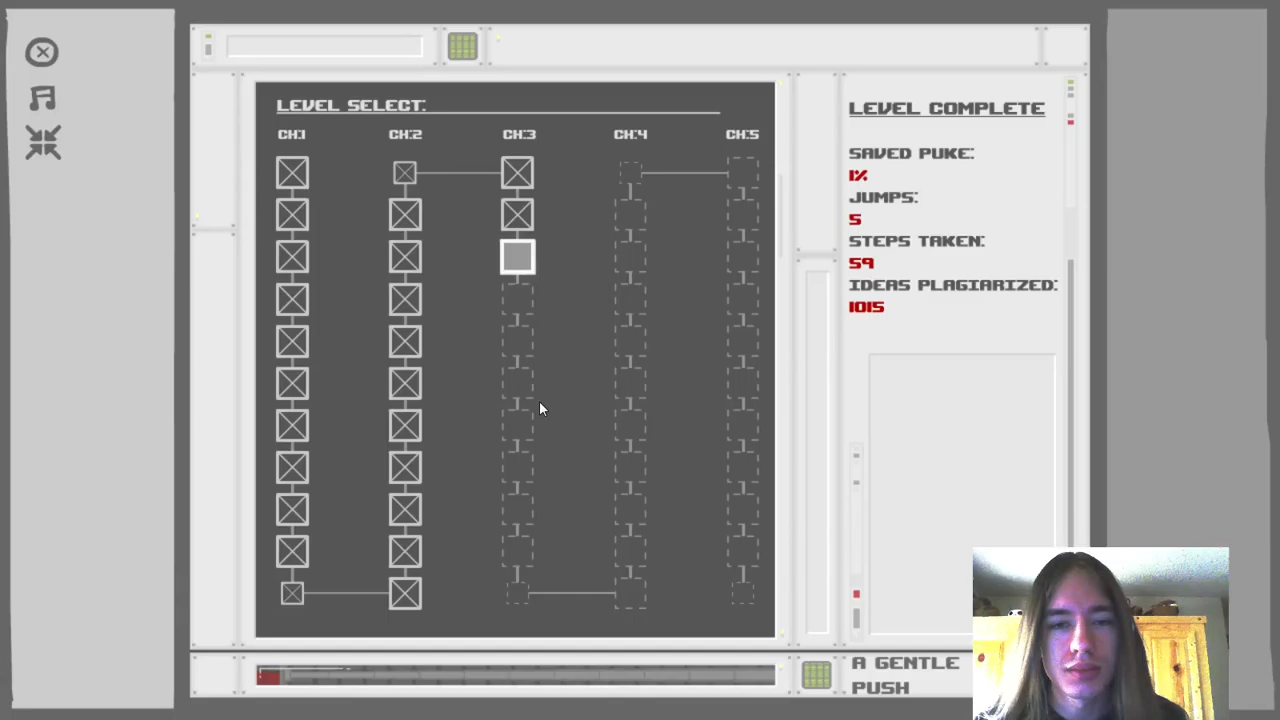 LEVEL SELECT:
CH:1 CH:2 CH:3 CH:4 CH:5
LEVEL COMPLETE
SAVED PUKE:
1%
JUMPS:
5
STEPS TAKEN:
59
IDEAS PLAGIARIZED:
1015
A GENTLE
PUSH